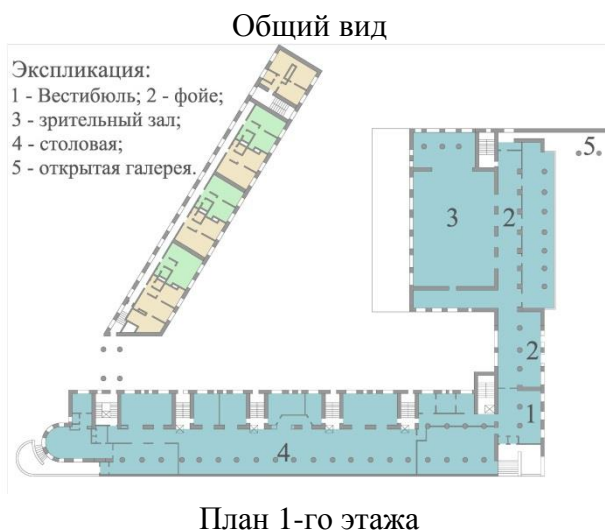 Общий вид
Экспликация:
1 - Вестибюль; 2 - фойе;
3 - зрительный зал;
4 - столовая;
5 - открытая галерея.
5
3
2
2
1
4
План 1-го этажа